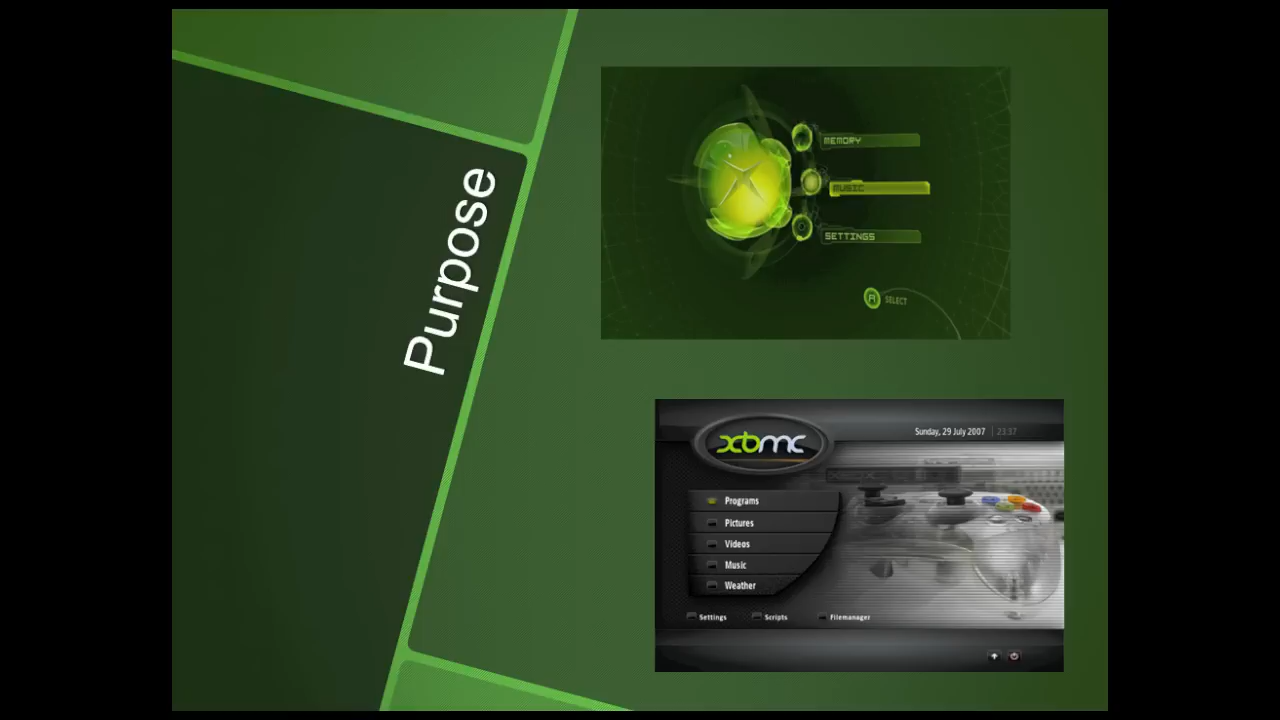 Purpose
MEMORY
MUSIC
SETTINGS
A SELECT
xbmc
Sunday, 29 July 2007 | 23:37
Programs
Pictures
Videos
Music
Weather
Settings Scripts Filemanager